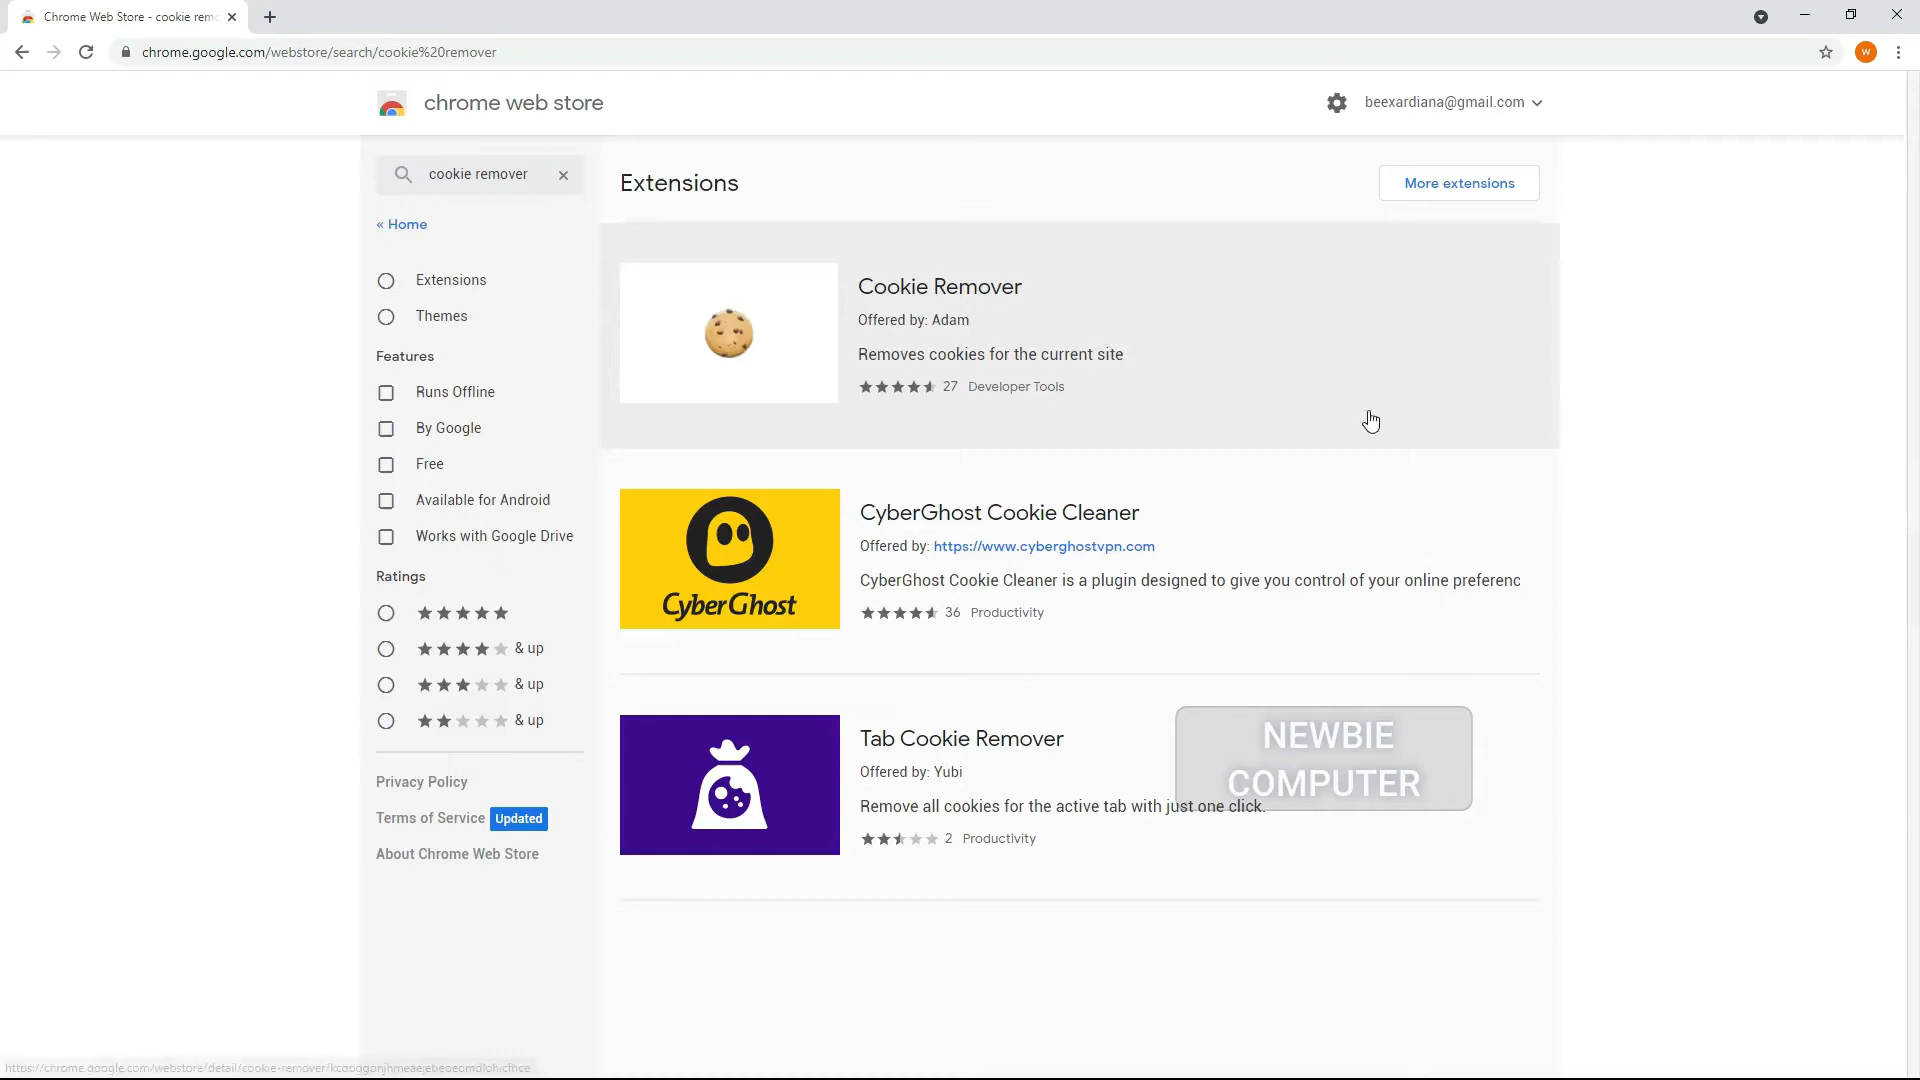 Chrome Web Store - cookie rem
chrome.google.com/webstore/search/cookie%20remover
W
chrome web store
beexardiana@gmail.com
cookie remover
« Home
Extensions
Themes
Features
Runs Offline
By Google
Free
Available for Android
Works with Google Drive
Ratings
& up
& up
& up
Privacy Policy
Terms of Service Updated
About Chrome Web Store
Extensions
More extensions
Cookie Remover
Offered by: Adam
Removes cookies for the current site
27 Developer Tools
CyberGhost
CyberGhost Cookie Cleaner
Offered by: https://www.cyberghostvpn.com
CyberGhost Cookie Cleaner is a plugin designed to give you control of your online preferenc
36 Productivity
Tab Cookie Remover
Offered by: Yubi
Remove all cookies for the active tab with just one click.
2 Productivity
NEWBIE
COMPUTER